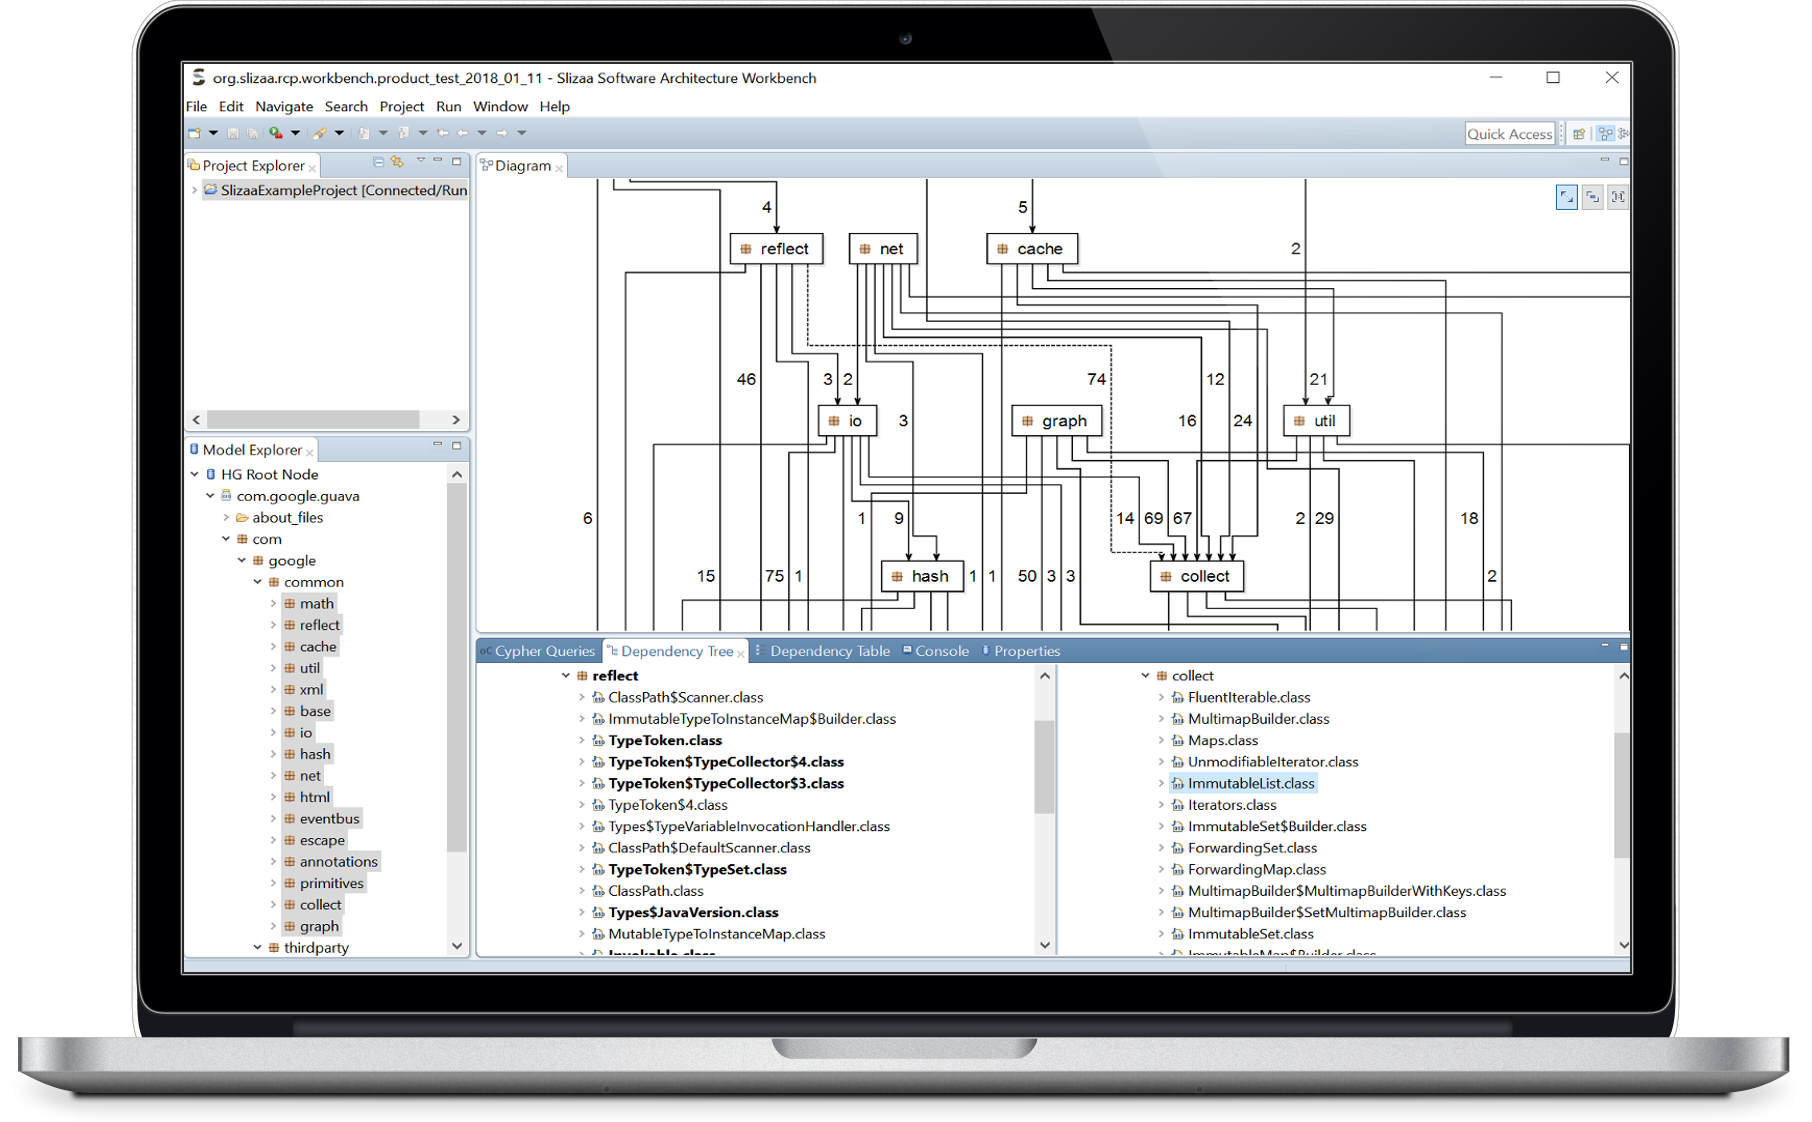 org.slizaa.rcp.workbench.product_test_2018_01_11 - Slizaa Software Architecture Workbench
File Edit Navigate Search Project Run Window Help
Quick Access
Project Explorer
SlizaaExampleProject [Connected/Run
Model Explorer
HG Root Node
com.google.guava
about_files
com
google
common
math
reflect
cache
util
xml
base
io
hash
net
html
eventbus
escape
annotations
primitives
collect
graph
thirdparty
Diagram
4 5
reflect net cache 2
46 3 2 74 12 21
io 3 graph 16 24 util
6 1 9 14 69 67 2 29 18
15 75 1 hash 1 1 50 3 3 collect 2
Cypher Queries Dependency Tree Dependency Table Console Properties
reflect
ClassPath$Scanner.class
ImmutableTypeToInstanceMap$Builder.class
TypeToken.class
TypeToken$TypeCollector$4.class
TypeToken$TypeCollector$3.class
TypeToken$4.class
Types$TypeVariableInvocationHandler.class
ClassPath$DefaultScanner.class
TypeToken$TypeSet.class
ClassPath.class
Types$JavaVersion.class
MutableTypeToInstanceMap.class
Invokable.class
collect
FluentIterable.class
MultimapBuilder.class
Maps.class
UnmodifiableIterator.class
ImmutableList.class
Iterators.class
ImmutableSet$Builder.class
ForwardingSet.class
ForwardingMap.class
MultimapBuilder$MultimapBuilderWithKeys.class
MultimapBuilder$SetMultimapBuilder.class
ImmutableSet.class
ImmutableMap$Builder.class